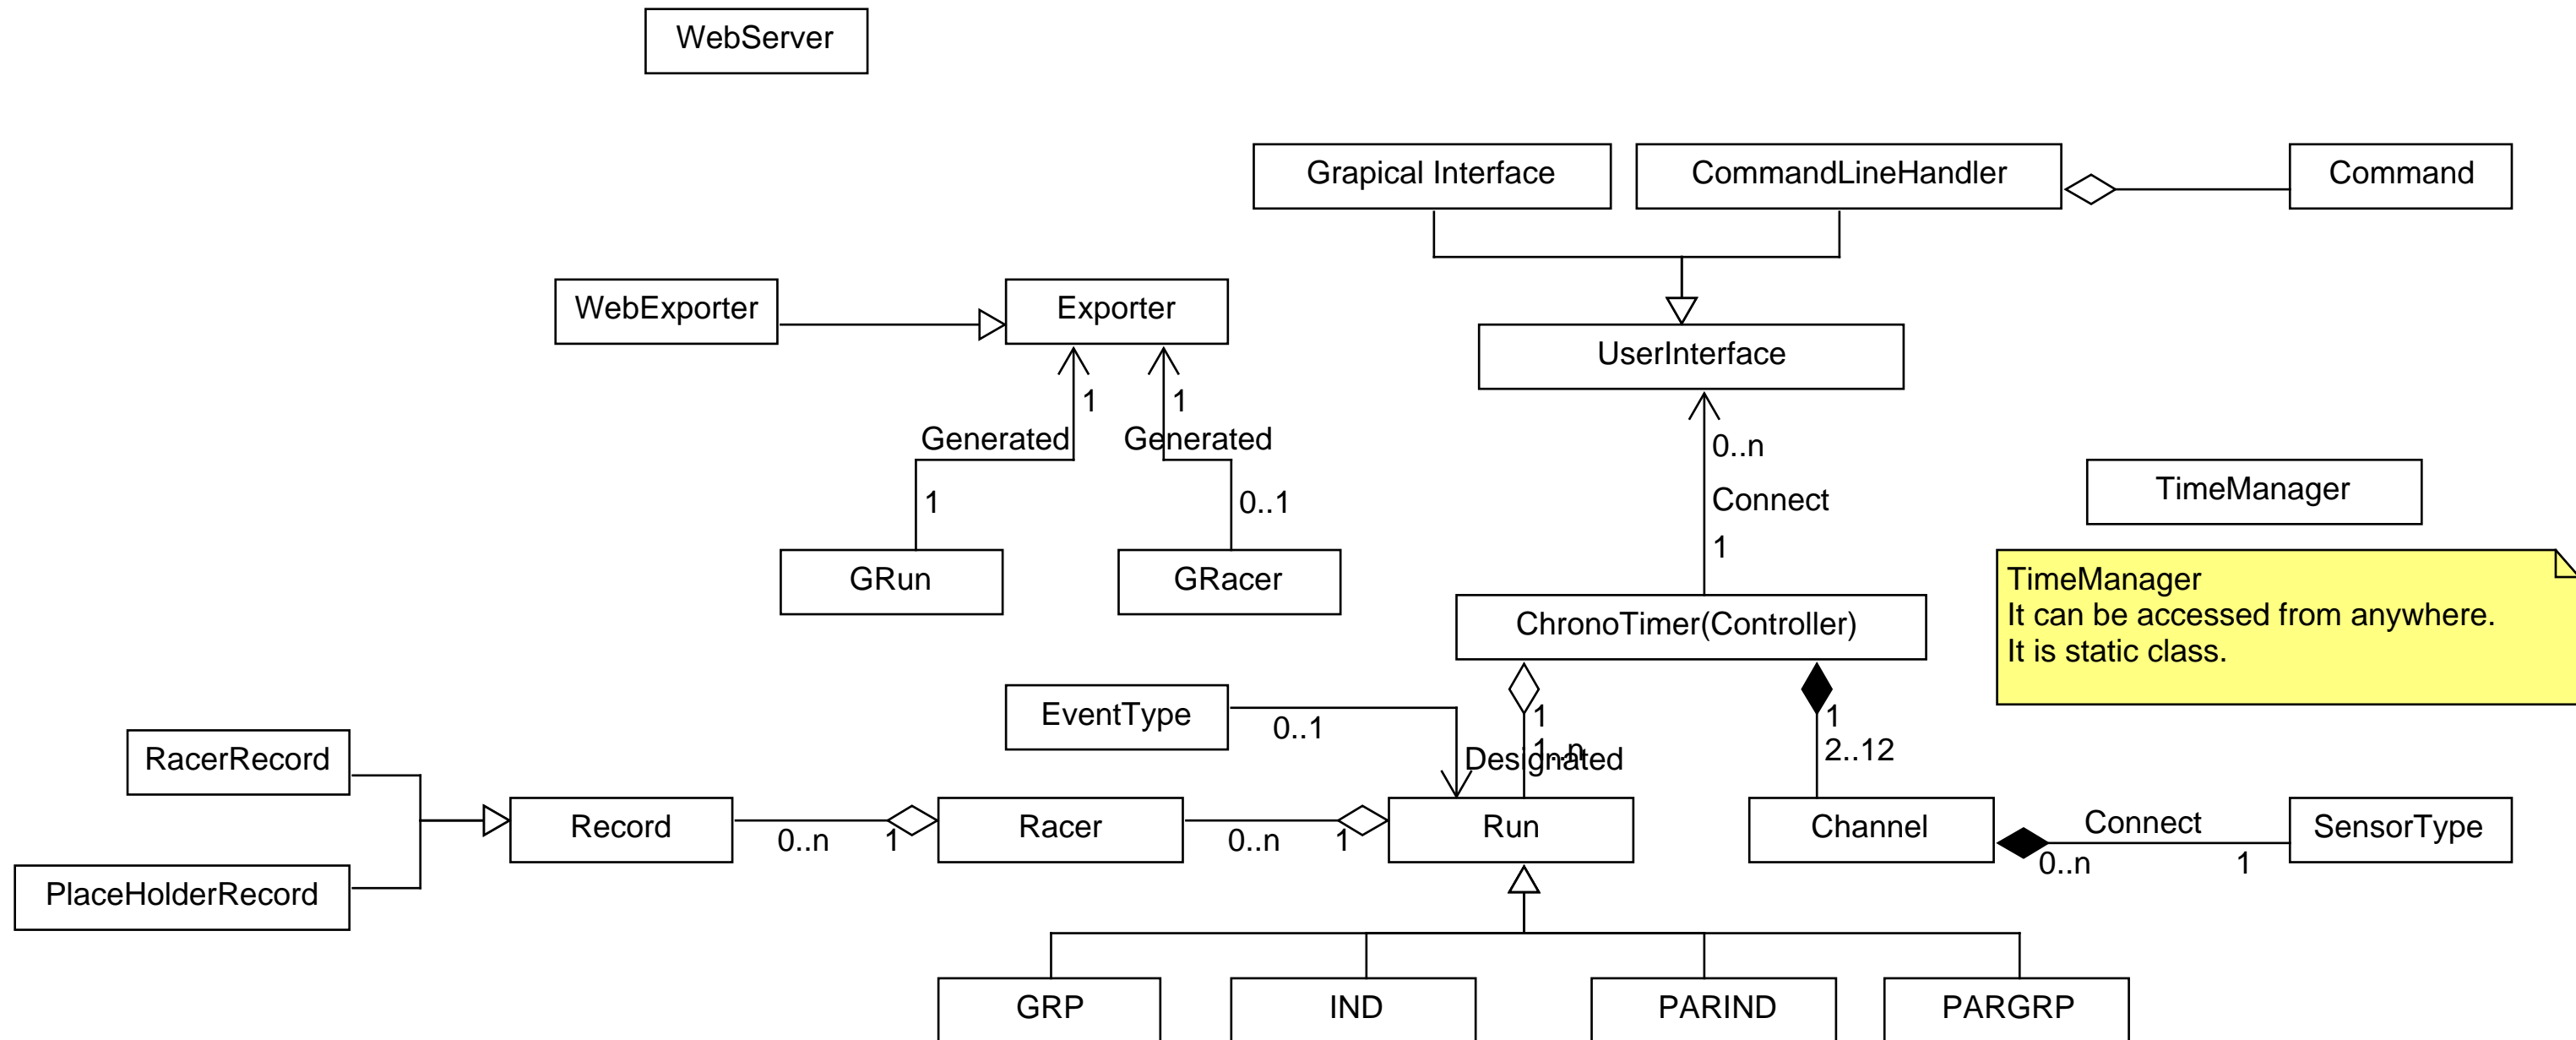 WebServer
Grapical Interface
CommandLineHandler
Command
WebExporter
Exporter
UserInterface
1
1
Generated
Generated
0..n
1
0..1
Connect
1
TimeManager
GRun
GRacer
ChronoTimer(Controller)
TimeManager
It can be accessed from anywhere.
It is static class.
EventType
0..1
1
1..n
Designated
1
2..12
RacerRecord
Record
0..n
1
Racer
0..n
1
Run
Channel
Connect
0..n
1
SensorType
PlaceHolderRecord
GRP
IND
PARIND
PARGRP